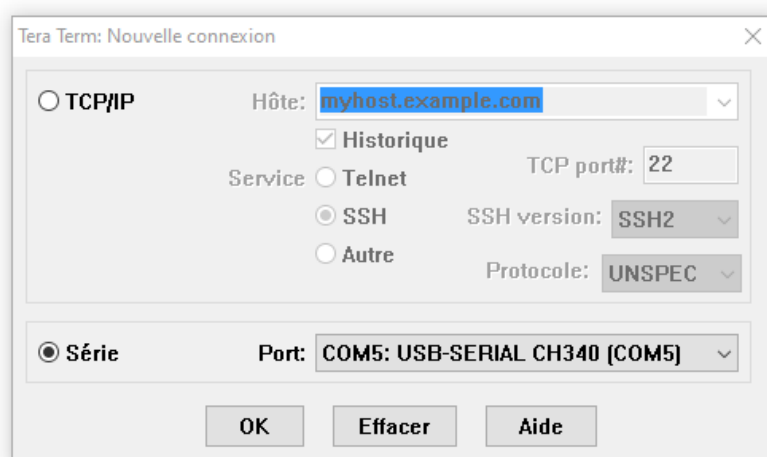 Tera Term: Nouvelle connexion
TCP/IP
Hôte: myhost.example.com
Historique
Service
Telnet
TCP port#: 22
SSH
SSH version: SSH2
Autre
Protocole: UNSPEC
Série
Port: COM5: USB-SERIAL CH340 (COM5)
OK
Effacer
Aide